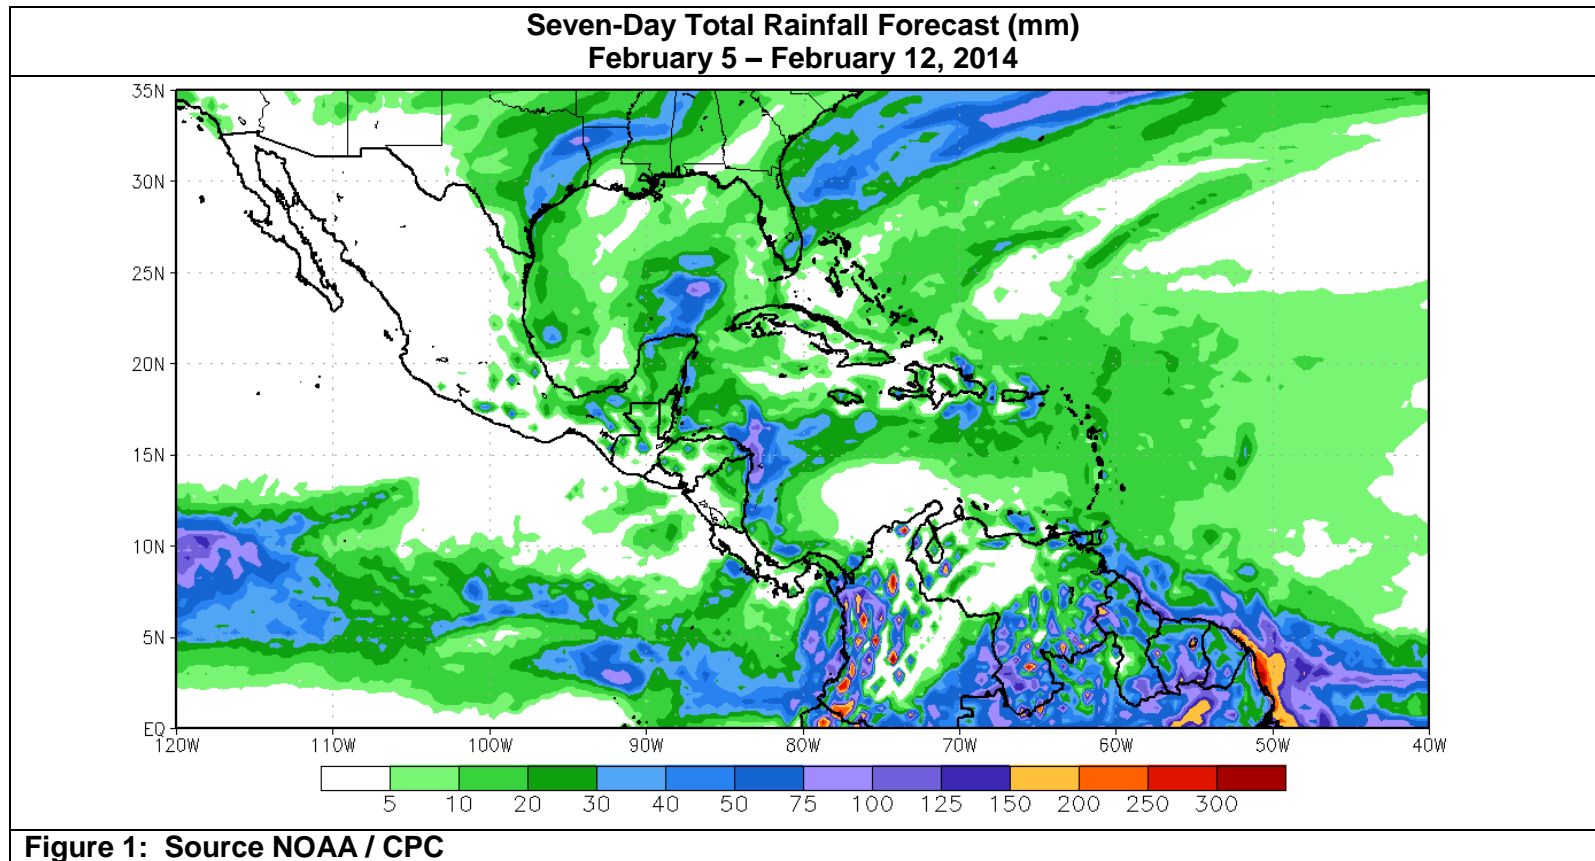 Seven-Day Total Rainfall Forecast (mm)
February 5 – February 12, 2014
35N
30N
25N
20N
15N
10N
5N
EQ
120W 110W 100W 90W 80W 70W 60W 50W 40W
5 10 20 30 40 50 75 100 125 150 200 250 300
Figure 1: Source NOAA / CPC